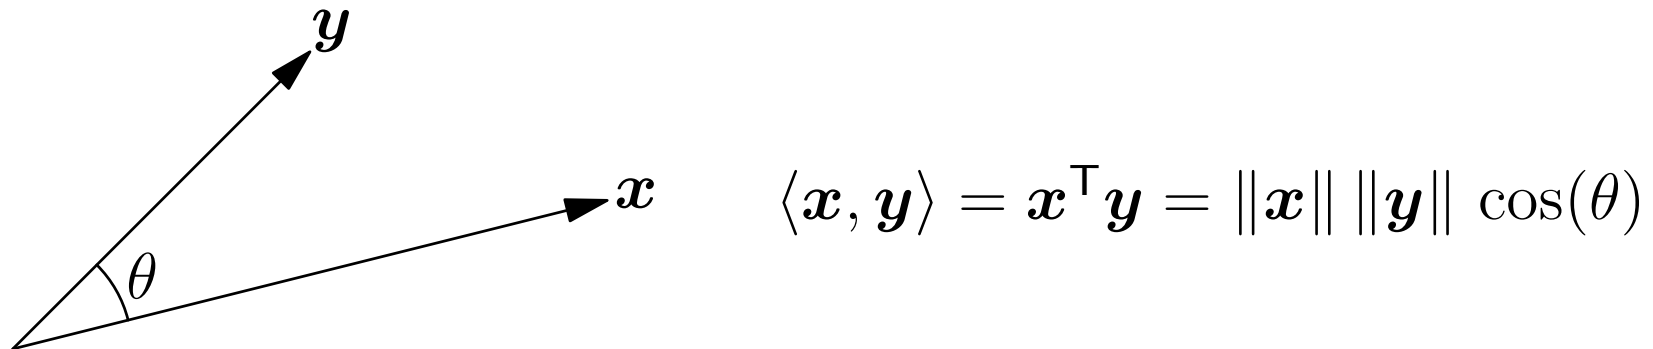 y
x
θ
⟨x, y⟩ = xᵀy = ‖x‖ ‖y‖ cos(θ)